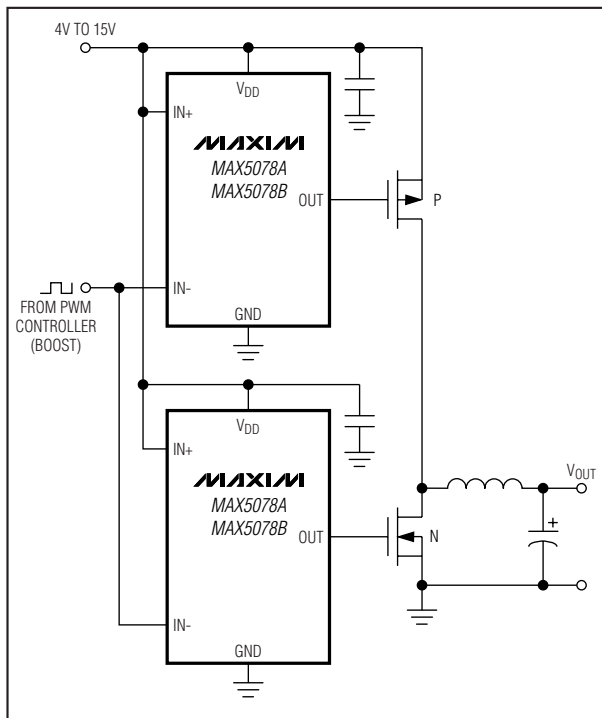 4V TO 15V
VDD
IN+
MAXIM
MAX5078A
MAX5078B
OUT
P
IN-
FROM PWM
CONTROLLER
(BOOST)
GND
VDD
IN+
MAXIM
MAX5078A
MAX5078B
OUT
N
VOUT
+
IN-
GND